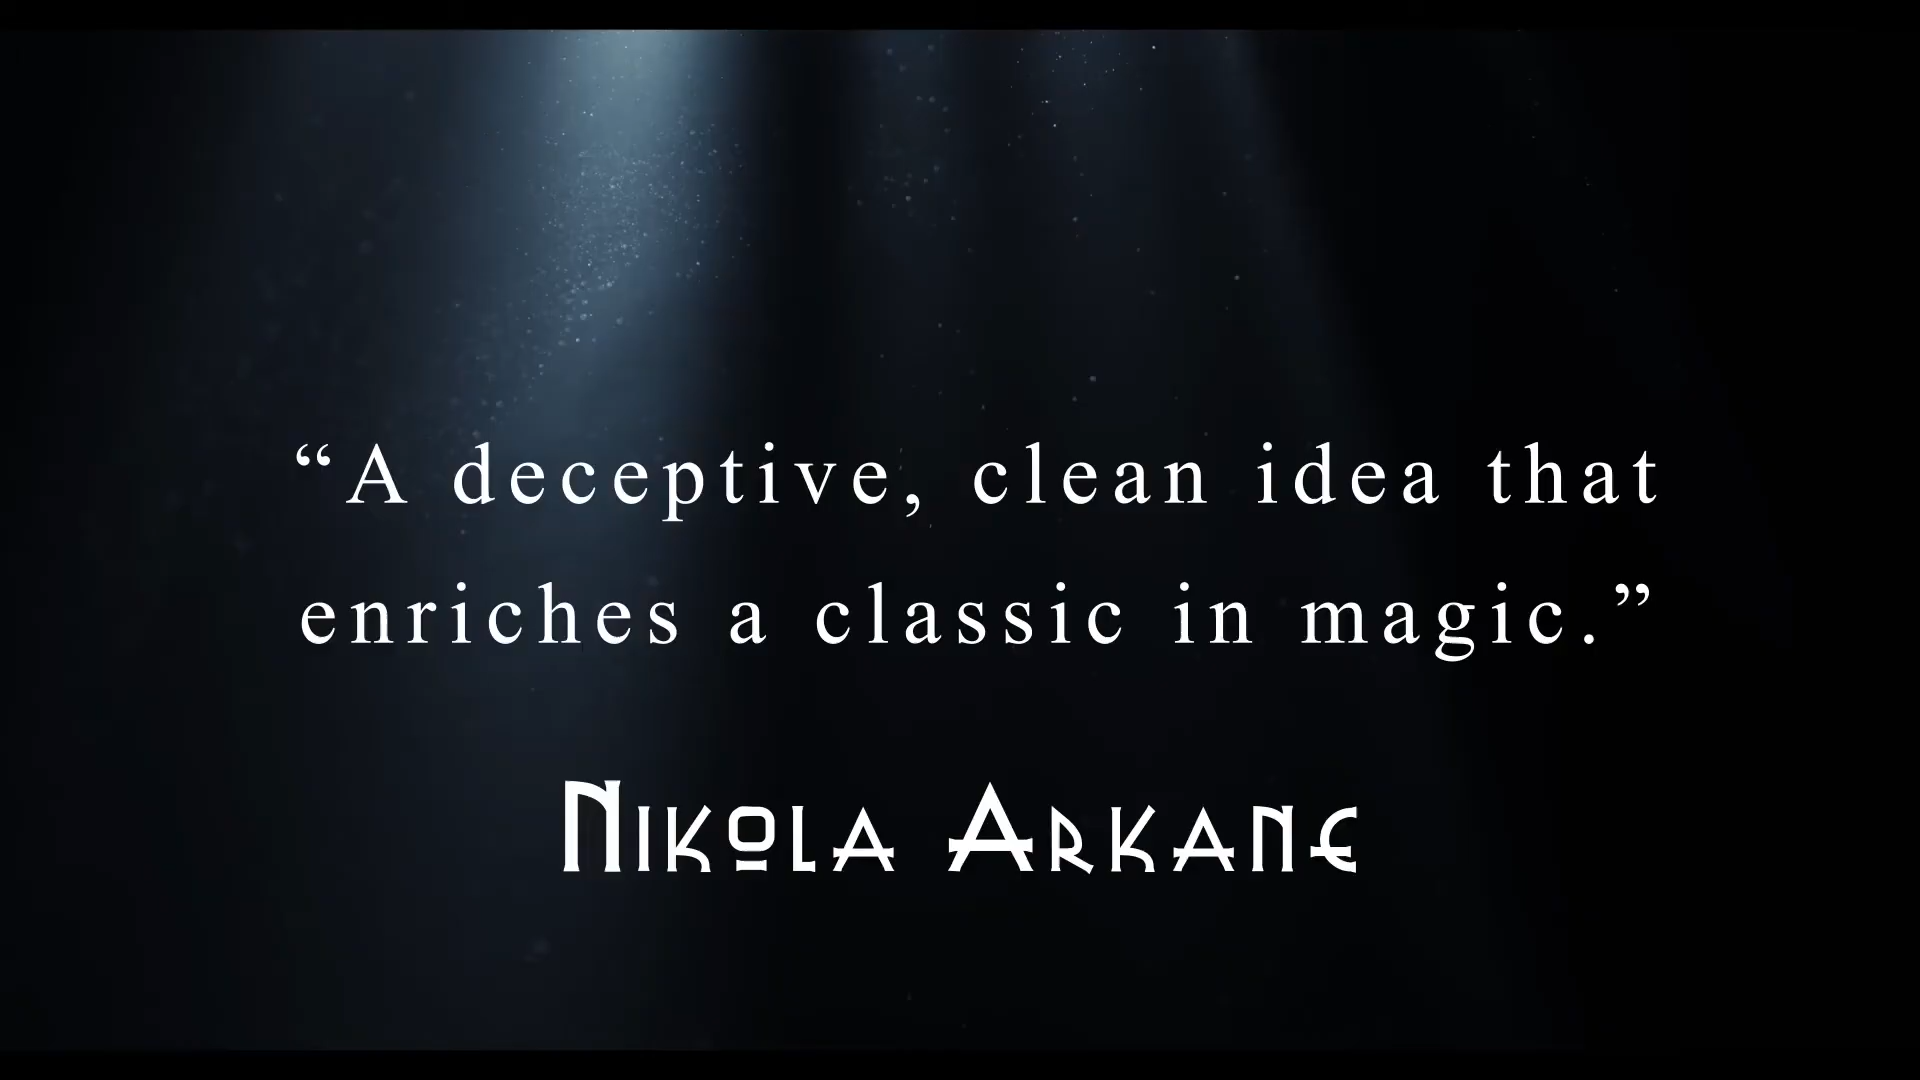 “A deceptive, clean idea that
enriches a classic in magic.”
Nikola Arkane